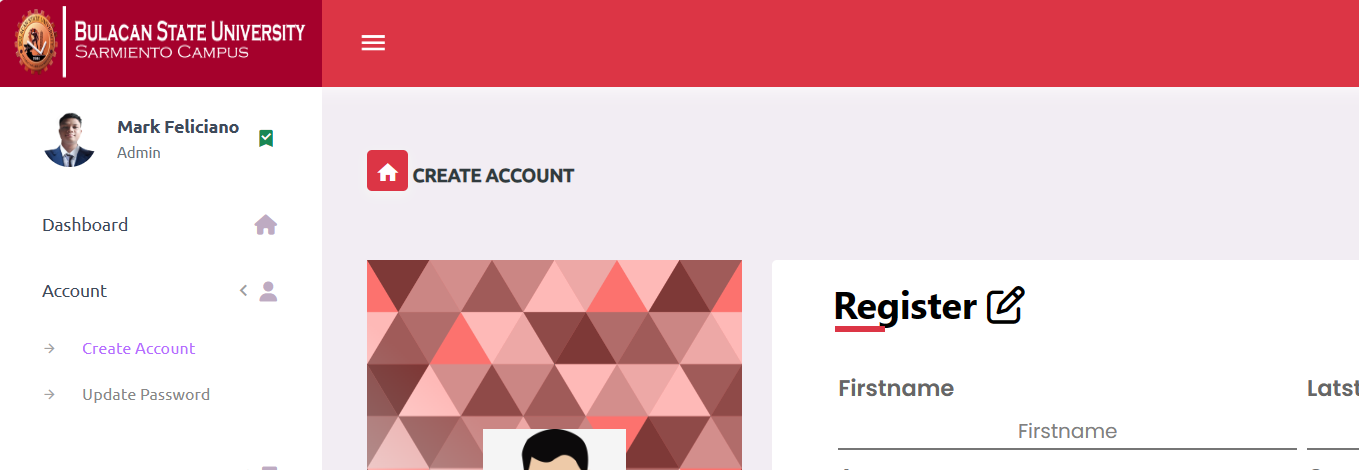 BULACAN STATE UNIVERSITY
SARMIENTO CAMPUS
Mark Feliciano
Admin
Dashboard
Account
Create Account
Update Password
CREATE ACCOUNT
Register
Firstname
Latst
Firstname